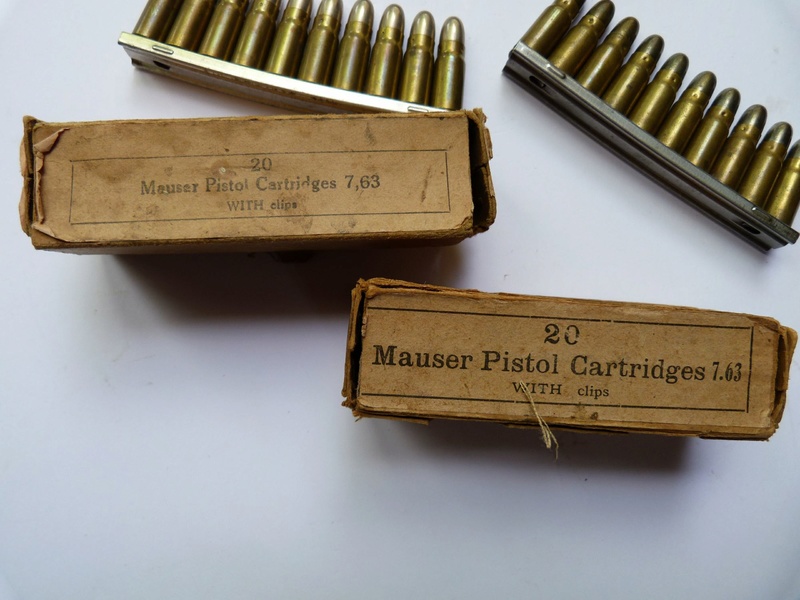 20
Mauser Pistol Cartridges 7,63
WITH clips
20
Mauser Pistol Cartridges 7.63
WITH clips